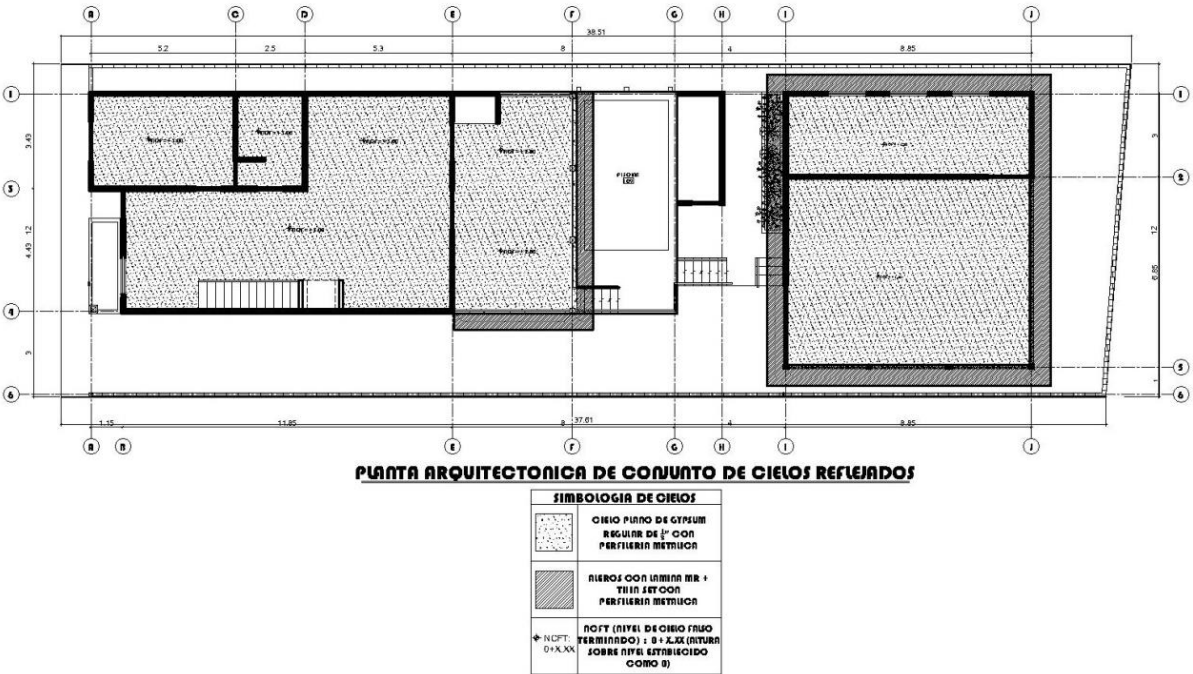 A C D E F G H I J
38.51
5.2 2.5 5.3 8 4 8.85
1 1
3.43 3
3 2
12 12
4.43 6.85
4
3
5
1
6 6
1.15 11.85 8 37.61 4 8.85
A B E F G H I J
PLANTA ARQUITECTONICA DE CONJUNTO DE CIELOS REFLEJADOS
SIMBOLOGIA DE CIELOS
CIELO PLANO DE GYPSUM
REGULAR DE ½" CON
PERFILERIA METALICA
ALEROS CON LAMINA MR +
THIN SET CON
PERFILERIA METALICA
NCFT:
0+X.XX
NCFT (NIVEL DE CIELO FALSO
TERMINADO) : 0 + X.XX (ALTURA
SOBRE NIVEL ESTABLECIDO
COMO 0)